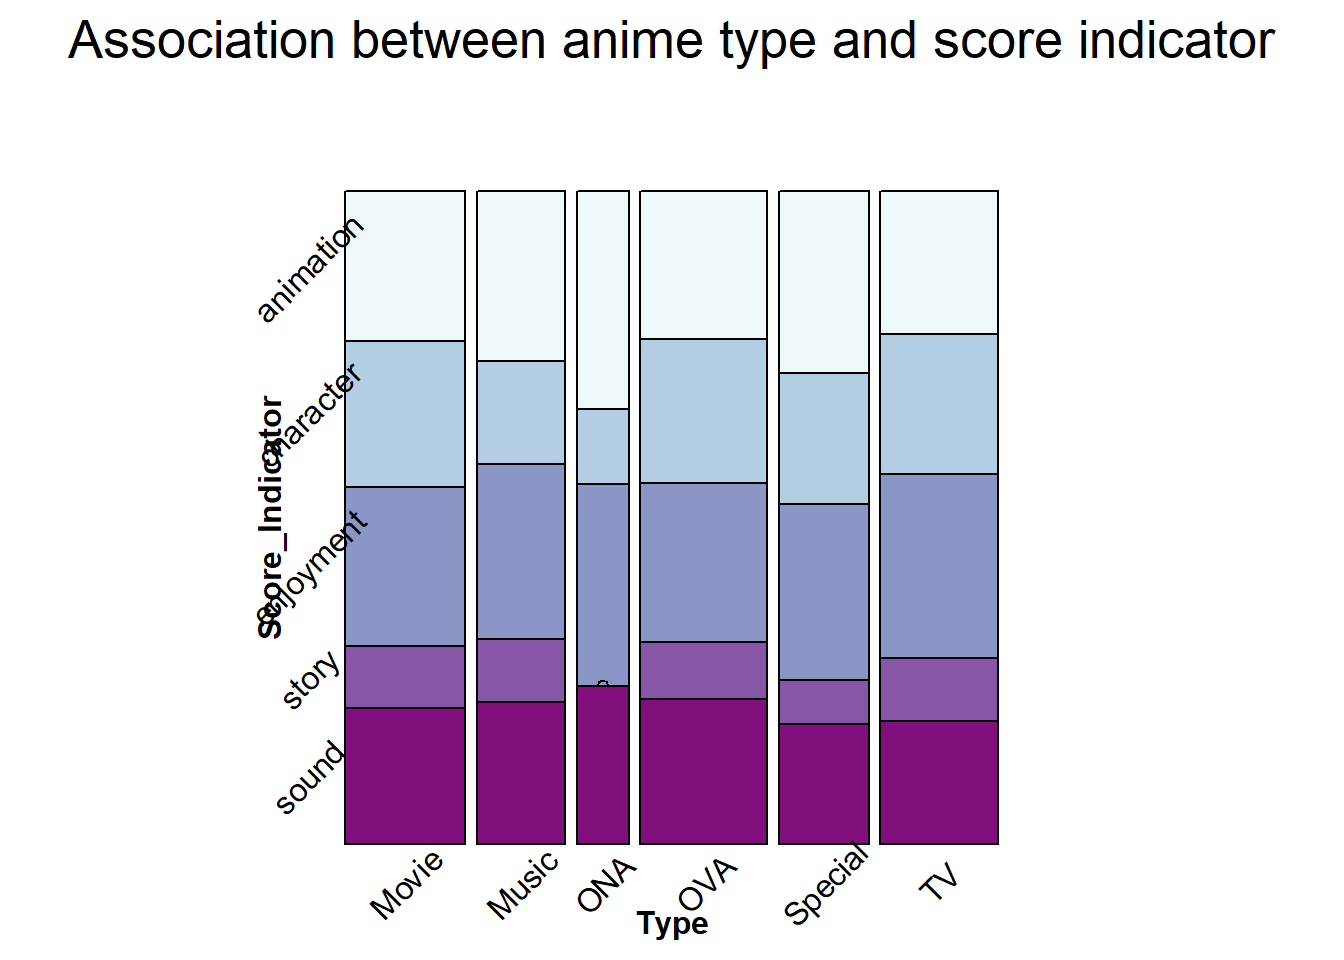 Association between anime type and score indicator
animation
character
enjoyment
story
sound
Score_Indicator
Movie
Music
ONA
OVA
Special
TV
Type